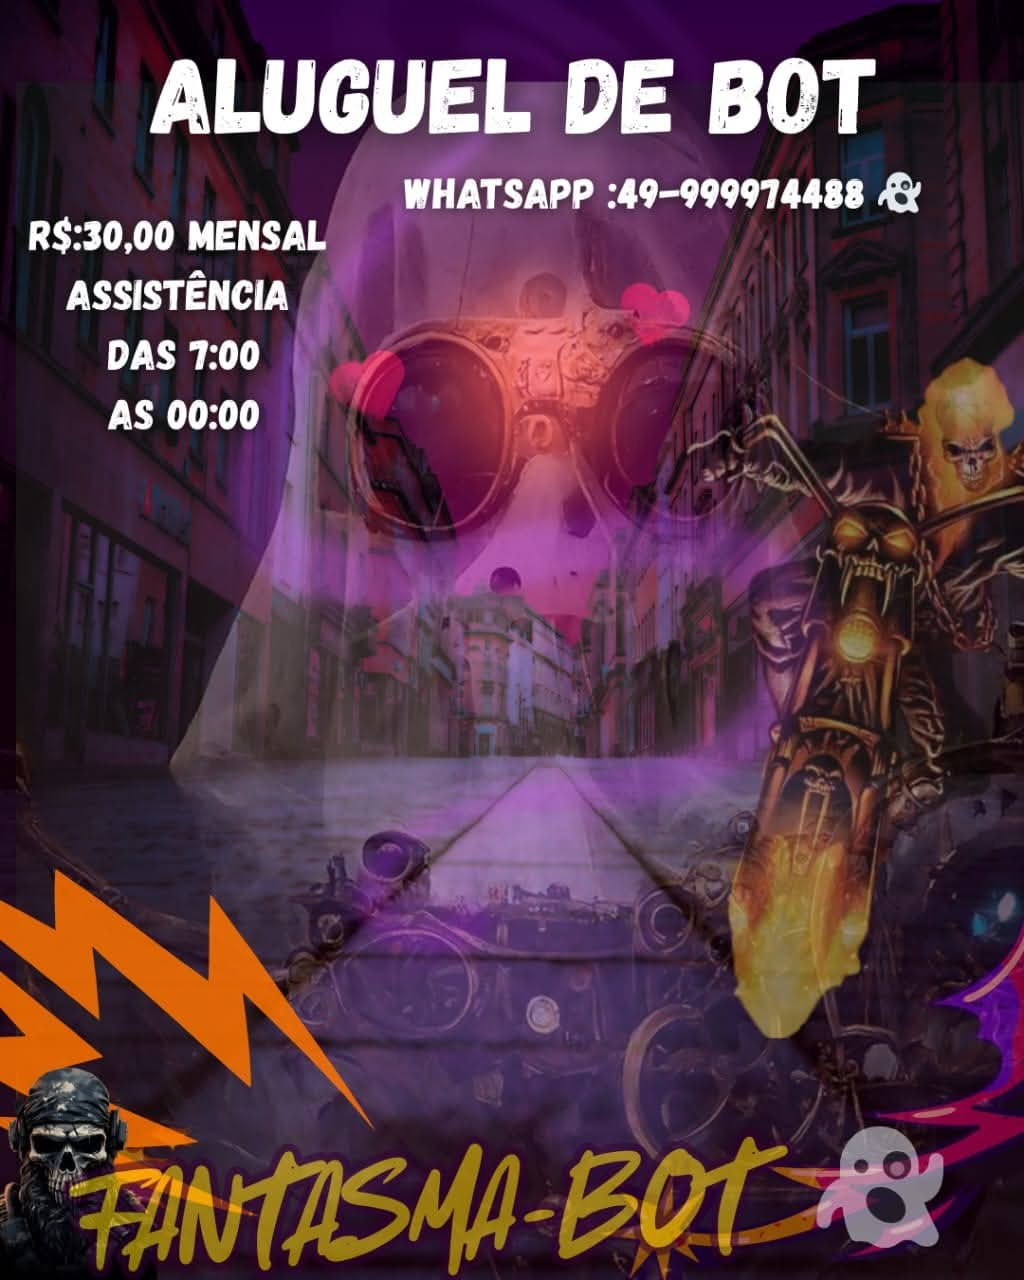 ALUGUEL DE BOT
WHATSAPP :49-999974488
R$:30,00 MENSAL
ASSISTÊNCIA
DAS 7:00
AS 00:00
FANTASMA-BOT